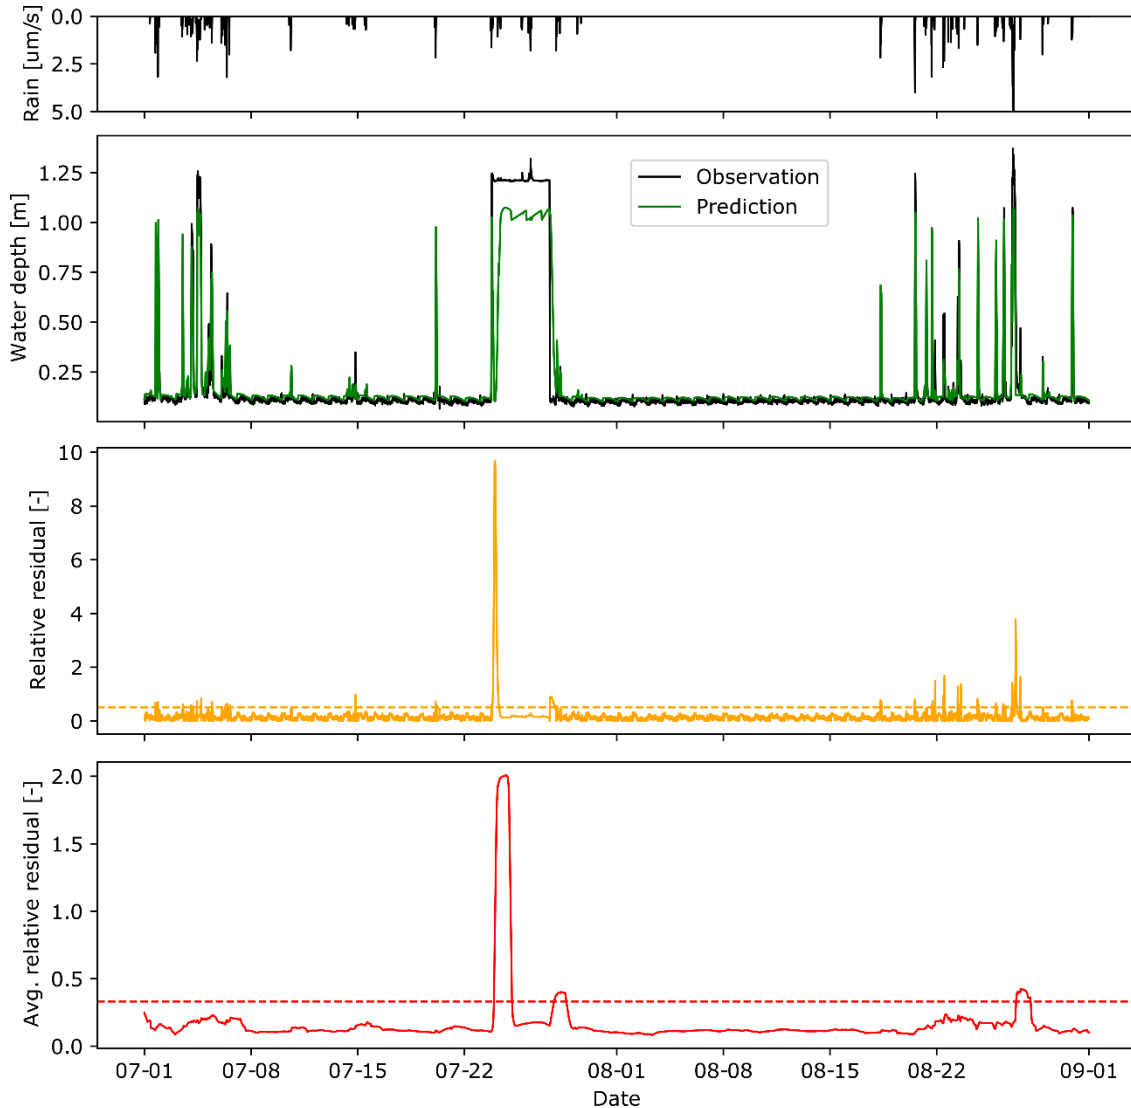 Rain [um/s]
0.0
2.5
5.0
Water depth [m]
1.25
1.00
0.75
0.50
0.25
Observation
Prediction
Relative residual [-]
10
8
6
4
2
0
Avg. relative residual [-]
2.0
1.5
1.0
0.5
0.0
07-01 07-08 07-15 07-22 08-01 08-08 08-15 08-22 09-01
Date